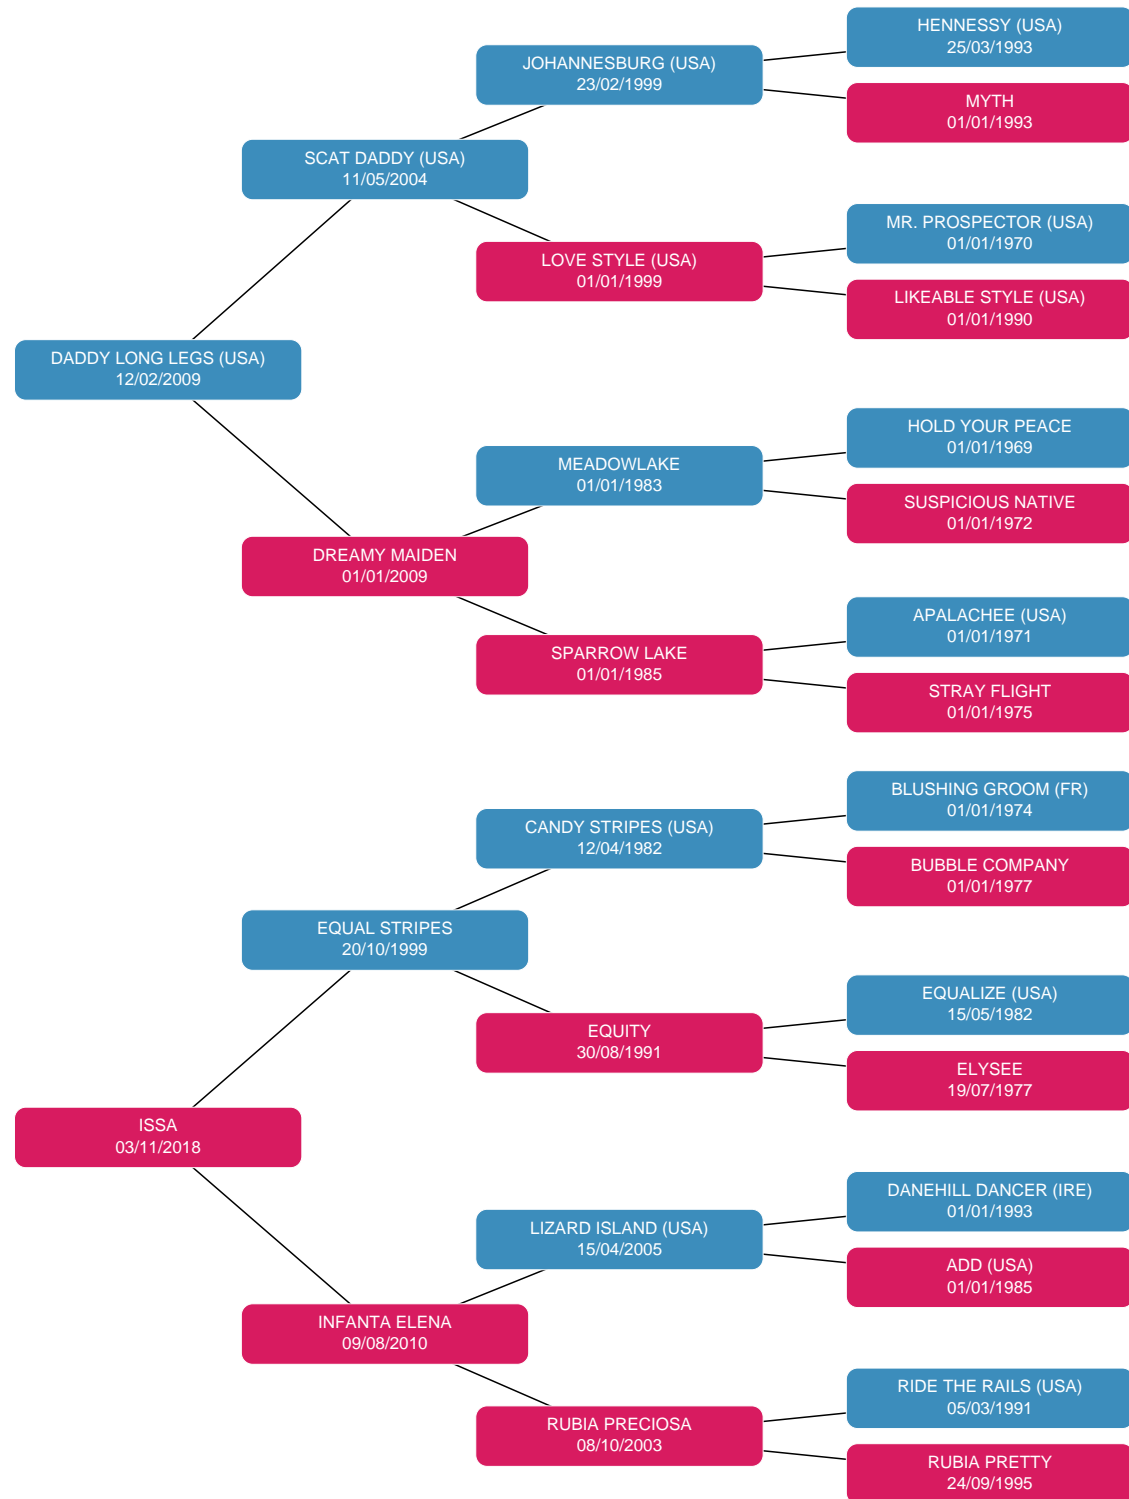 HENNESSY (USA)
25/03/1993
JOHANNESBURG (USA)
23/02/1999
MYTH
01/01/1993
SCAT DADDY (USA)
11/05/2004
MR. PROSPECTOR (USA)
01/01/1970
LOVE STYLE (USA)
01/01/1999
LIKEABLE STYLE (USA)
01/01/1990
DADDY LONG LEGS (USA)
12/02/2009
HOLD YOUR PEACE
01/01/1969
MEADOWLAKE
01/01/1983
SUSPICIOUS NATIVE
01/01/1972
DREAMY MAIDEN
01/01/2009
APALACHEE (USA)
01/01/1971
SPARROW LAKE
01/01/1985
STRAY FLIGHT
01/01/1975
BLUSHING GROOM (FR)
01/01/1974
CANDY STRIPES (USA)
12/04/1982
BUBBLE COMPANY
01/01/1977
EQUAL STRIPES
20/10/1999
EQUALIZE (USA)
15/05/1982
EQUITY
30/08/1991
ELYSEE
19/07/1977
ISSA
03/11/2018
DANEHILL DANCER (IRE)
01/01/1993
LIZARD ISLAND (USA)
15/04/2005
ADD (USA)
01/01/1985
INFANTA ELENA
09/08/2010
RIDE THE RAILS (USA)
05/03/1991
RUBIA PRECIOSA
08/10/2003
RUBIA PRETTY
24/09/1995